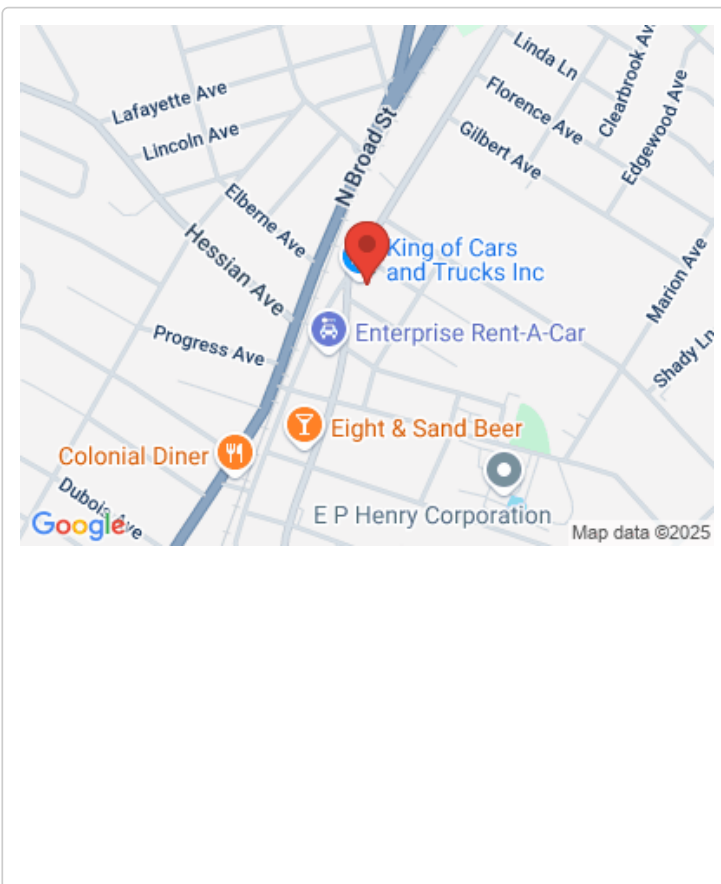 Linda Ln
Clearbrook Av
Lafayette Ave
Florence Ave
Edgewood Ave
Lincoln Ave
N Broad St
Gilbert Ave
Elberne Ave
Hessian Ave
King of Cars
and Trucks Inc
Marion Ave
Progress Ave
Enterprise Rent-A-Car
Shady Ln
Eight & Sand Beer
Colonial Diner
Dubois Ave
E P Henry Corporation
Google
Map data ©2025